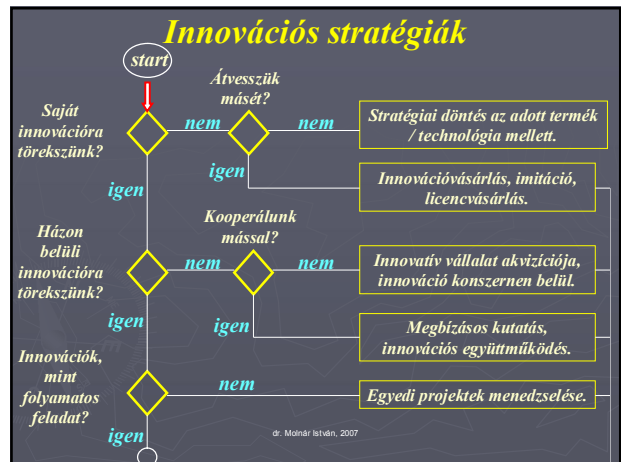 Innovációs stratégiák
start
Átvesszük
másét?
Saját
innovációra
törekszünk?
nem
nem
Stratégiai döntés az adott termék
/ technológia mellett.
igen
igen
Innovációvásárlás, imitáció,
licencvásárlás.
Kooperálunk
mással?
Házon
belüli
innovációra
törekszünk?
nem
nem
Innovatív vállalat akvizíciója,
innováció konszernen belül.
igen
igen
Megbízásos kutatás,
innovációs együttműködés.
Innovációk,
mint
folyamatos
feladat?
nem
Egyedi projektek menedzselése.
igen
dr. Molnár István, 2007